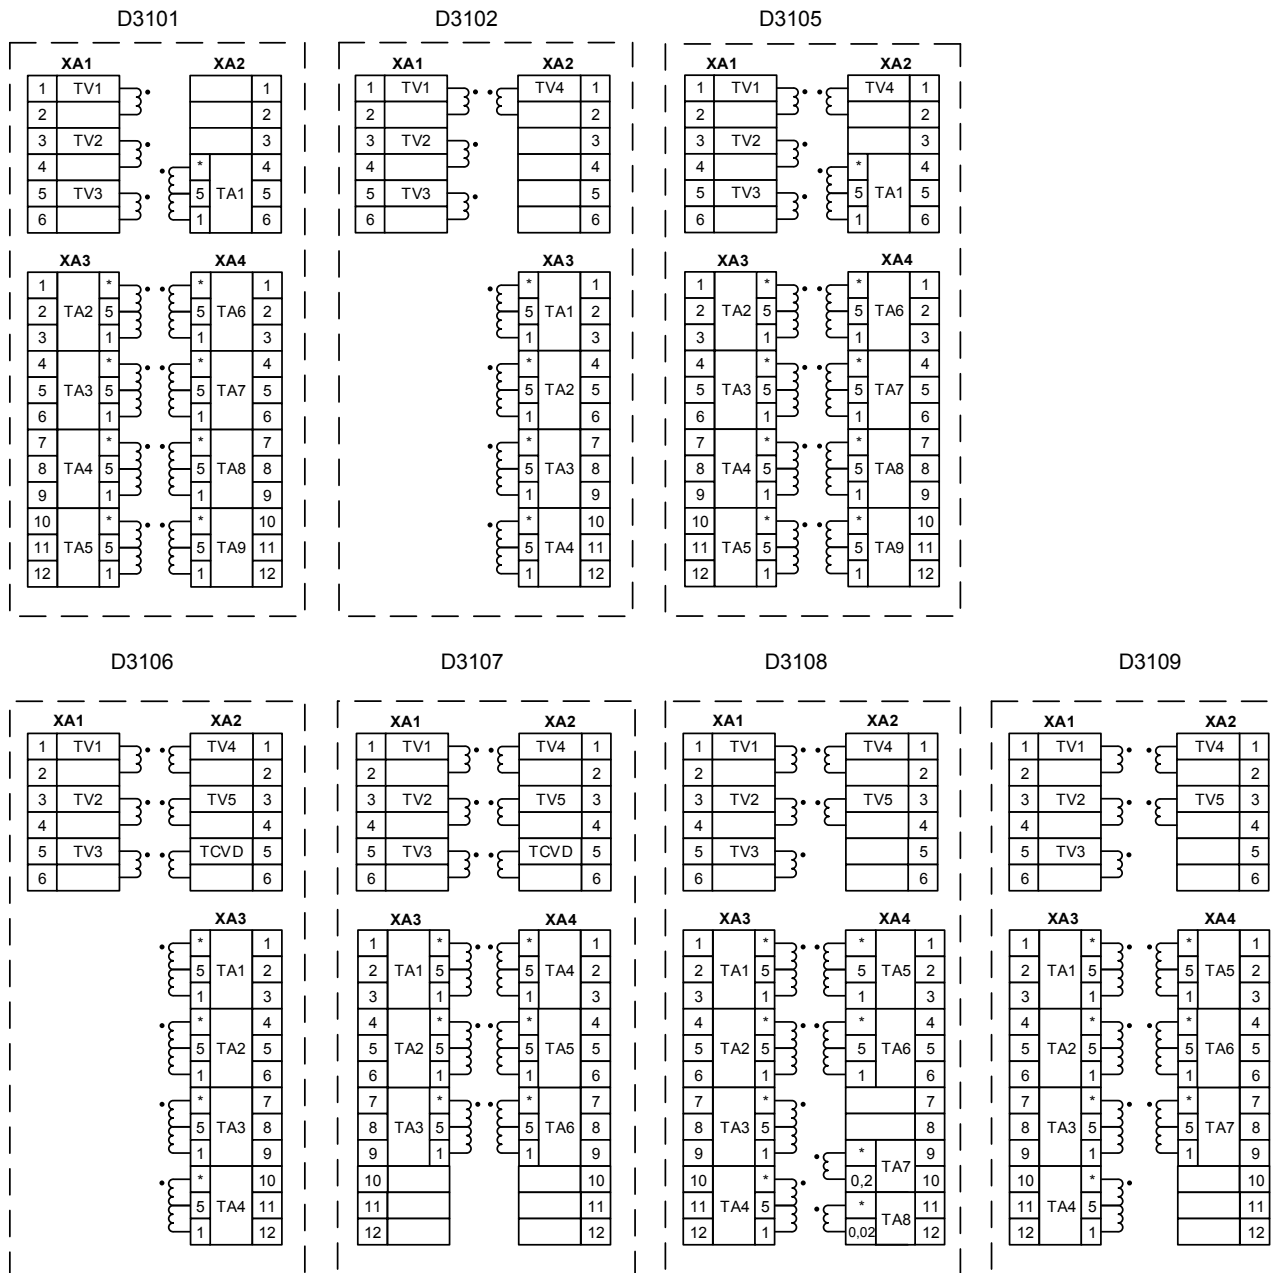 D3101 D3102 D3105
XA1 XA2 XA1 XA2 XA1 XA2
1 TV1 1 1 TV1 TV4 1 1 TV1 TV4 1
2 2 2 2 2 2
3 TV2 3 3 TV2 3 3 TV2 3
4 * 4 4 4 4 * 4
5 TV3 5 TA1 5 5 TV3 5 5 TV3 5 TA1 5
6 1 6 6 6 6 1 6
XA3 XA4 XA3 XA3 XA4
1 * * 1 * 1 1 * * 1
2 TA2 5 5 TA6 2 5 TA1 2 2 TA2 5 5 TA6 2
3 1 1 3 1 3 3 1 1 3
4 * * 4 * 4 4 * * 4
5 TA3 5 5 TA7 5 5 TA2 5 5 TA3 5 5 TA7 5
6 1 1 6 1 6 6 1 1 6
7 * * 7 * 7 7 * * 7
8 TA4 5 5 TA8 8 5 TA3 8 8 TA4 5 5 TA8 8
9 1 1 9 1 9 9 1 1 9
10 * * 10 * 10 10 * * 10
11 TA5 5 5 TA9 11 5 TA4 11 11 TA5 5 5 TA9 11
12 1 1 12 1 12 12 1 1 12
D3106 D3107 D3108 D3109
XA1 XA2 XA1 XA2 XA1 XA2 XA1 XA2
1 TV1 TV4 1 1 TV1 TV4 1 1 TV1 TV4 1 1 TV1 TV4 1
2 2 2 2 2 2 2 2
3 TV2 TV5 3 3 TV2 TV5 3 3 TV2 TV5 3 3 TV2 TV5 3
4 4 4 4 4 4 4 4
5 TV3 TCVD 5 5 TV3 TCVD 5 5 TV3 5 5 TV3 5
6 6 6 6 6 6 6 6
XA3 XA3 XA4 XA3 XA4 XA3 XA4
* 1 1 * * 1 1 * * 1 1 * * 1
5 TA1 2 2 TA1 5 5 TA4 2 2 TA1 5 5 TA5 2 2 TA1 5 5 TA5 2
1 3 3 1 1 3 3 1 1 3 3 1 1 3
* 4 4 * * 4 4 * * 4 4 * * 4
5 TA2 5 5 TA2 5 5 TA5 5 5 TA2 5 5 TA6 5 5 TA2 5 5 TA6 5
1 6 6 1 1 6 6 1 1 6 6 1 1 6
* 7 7 * * 7 7 * 7 7 * * 7
5 TA3 8 8 TA3 5 5 TA6 8 8 TA3 5 8 8 TA3 5 5 TA7 8
1 9 9 1 1 9 9 1 * TA7 9 9 1 1 9
* 10 10 10 10 * 0,2 10 10 * 10
5 TA4 11 11 11 11 TA4 5 * TA8 11 11 TA4 5 11
1 12 12 12 12 1 0,02 12 12 1 12